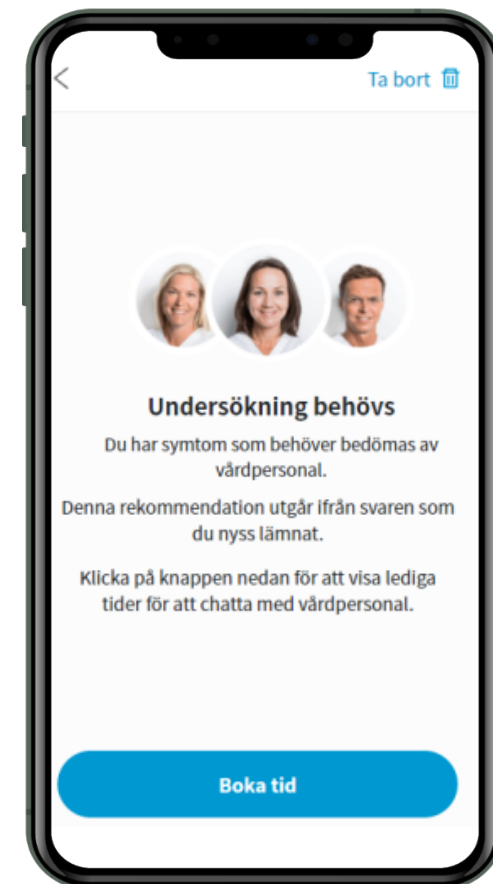 Ta bort
Undersökning behövs
Du har symtom som behöver bedömas av
vårdpersonal.
Denna rekommendation utgår ifrån svaren som
du nyss lämnat.
Klicka på knappen nedan för att visa lediga
tider för att chatta med vårdpersonal.
Boka tid